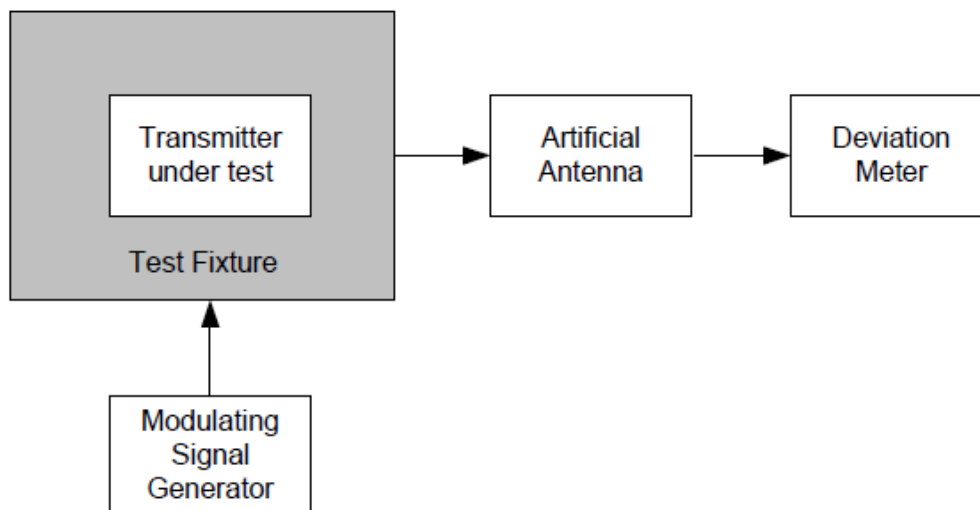 Transmitter
under test
Test Fixture
Artificial
Antenna
Deviation
Meter
Modulating
Signal
Generator